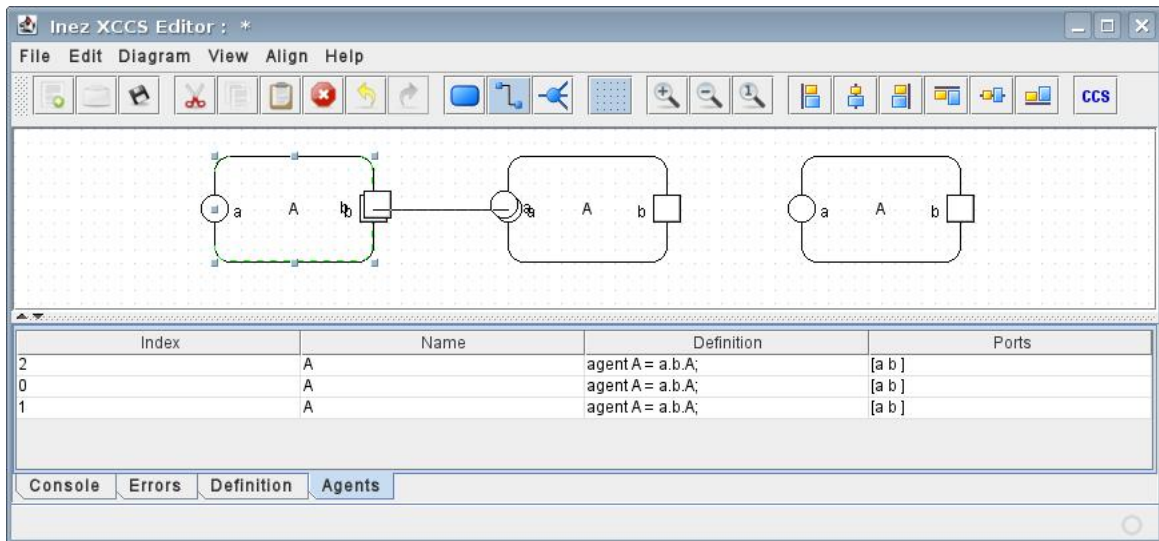 Inez XCCS Editor : *
File Edit Diagram View Align Help
1 CCS
a A b b a a A b a A b
Index Name Definition Ports
2 A agent A = a.b.A; [a b ]
0 A agent A = a.b.A; [a b ]
1 A agent A = a.b.A; [a b ]
Console Errors Definition Agents